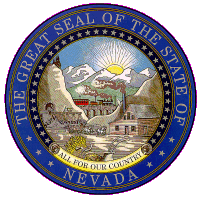 THE GREAT SEAL OF THE STATE OF
NEVADA
ALL FOR OUR COUNTRY